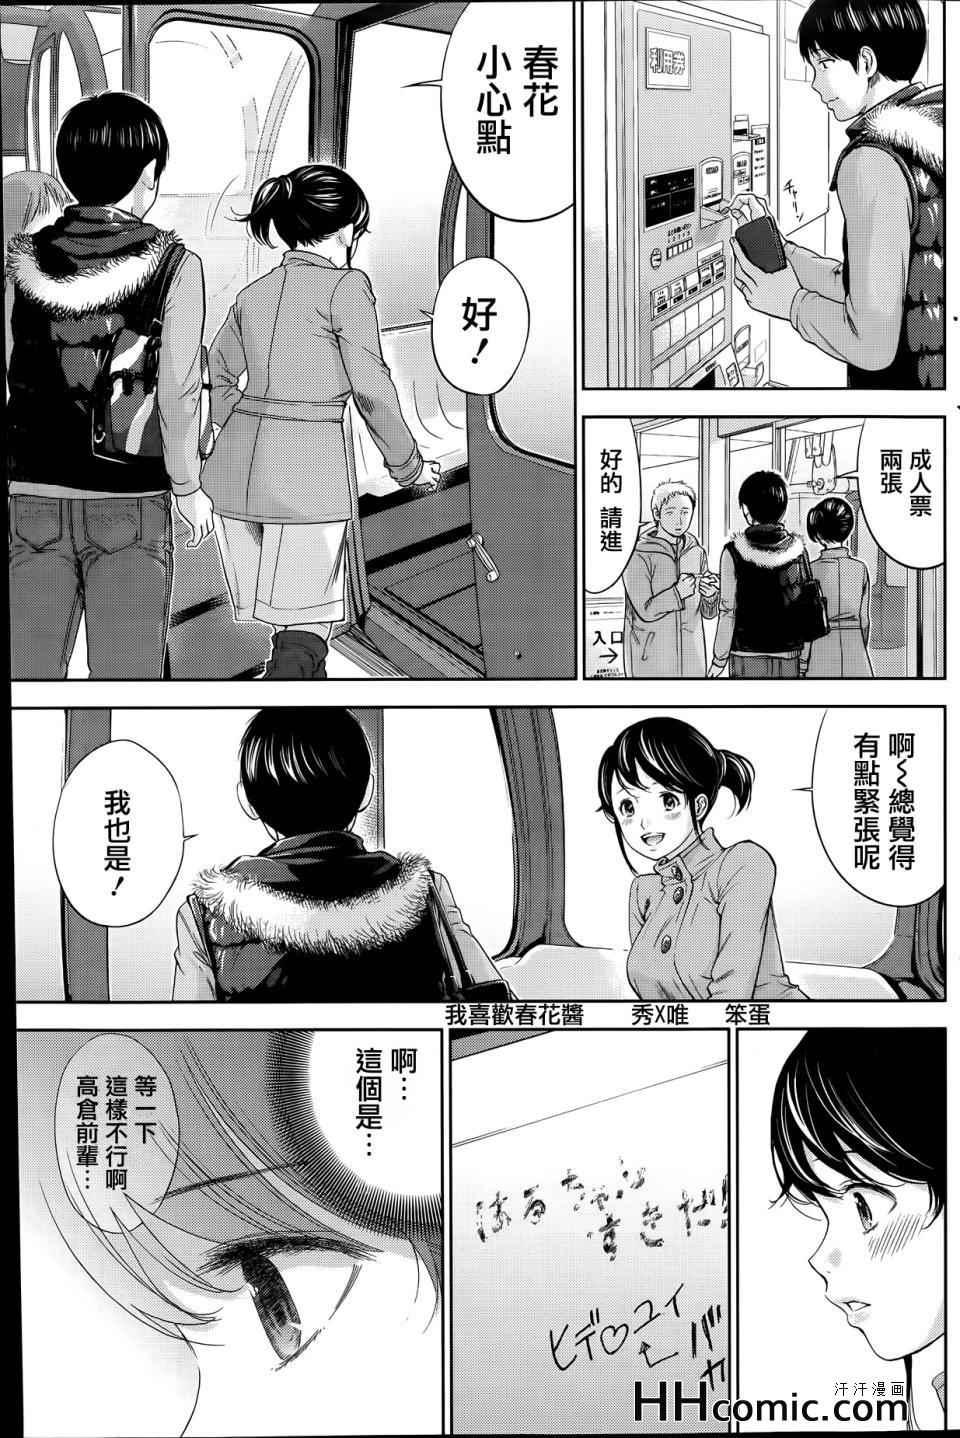 利用券
チャリーン
成人票
兩張
好的 請進
入口
→
春花
小心點
好!
啊~總覺得
有點緊張呢
我也是!
我喜歡春花醬 秀X唯 笨蛋
はるちゃん
すきだ!!
ヒデ♡ユイ
バカ
啊…
這個是…
等一下
這樣不行啊
高倉前輩…
汗汗漫画
HHcomic.com